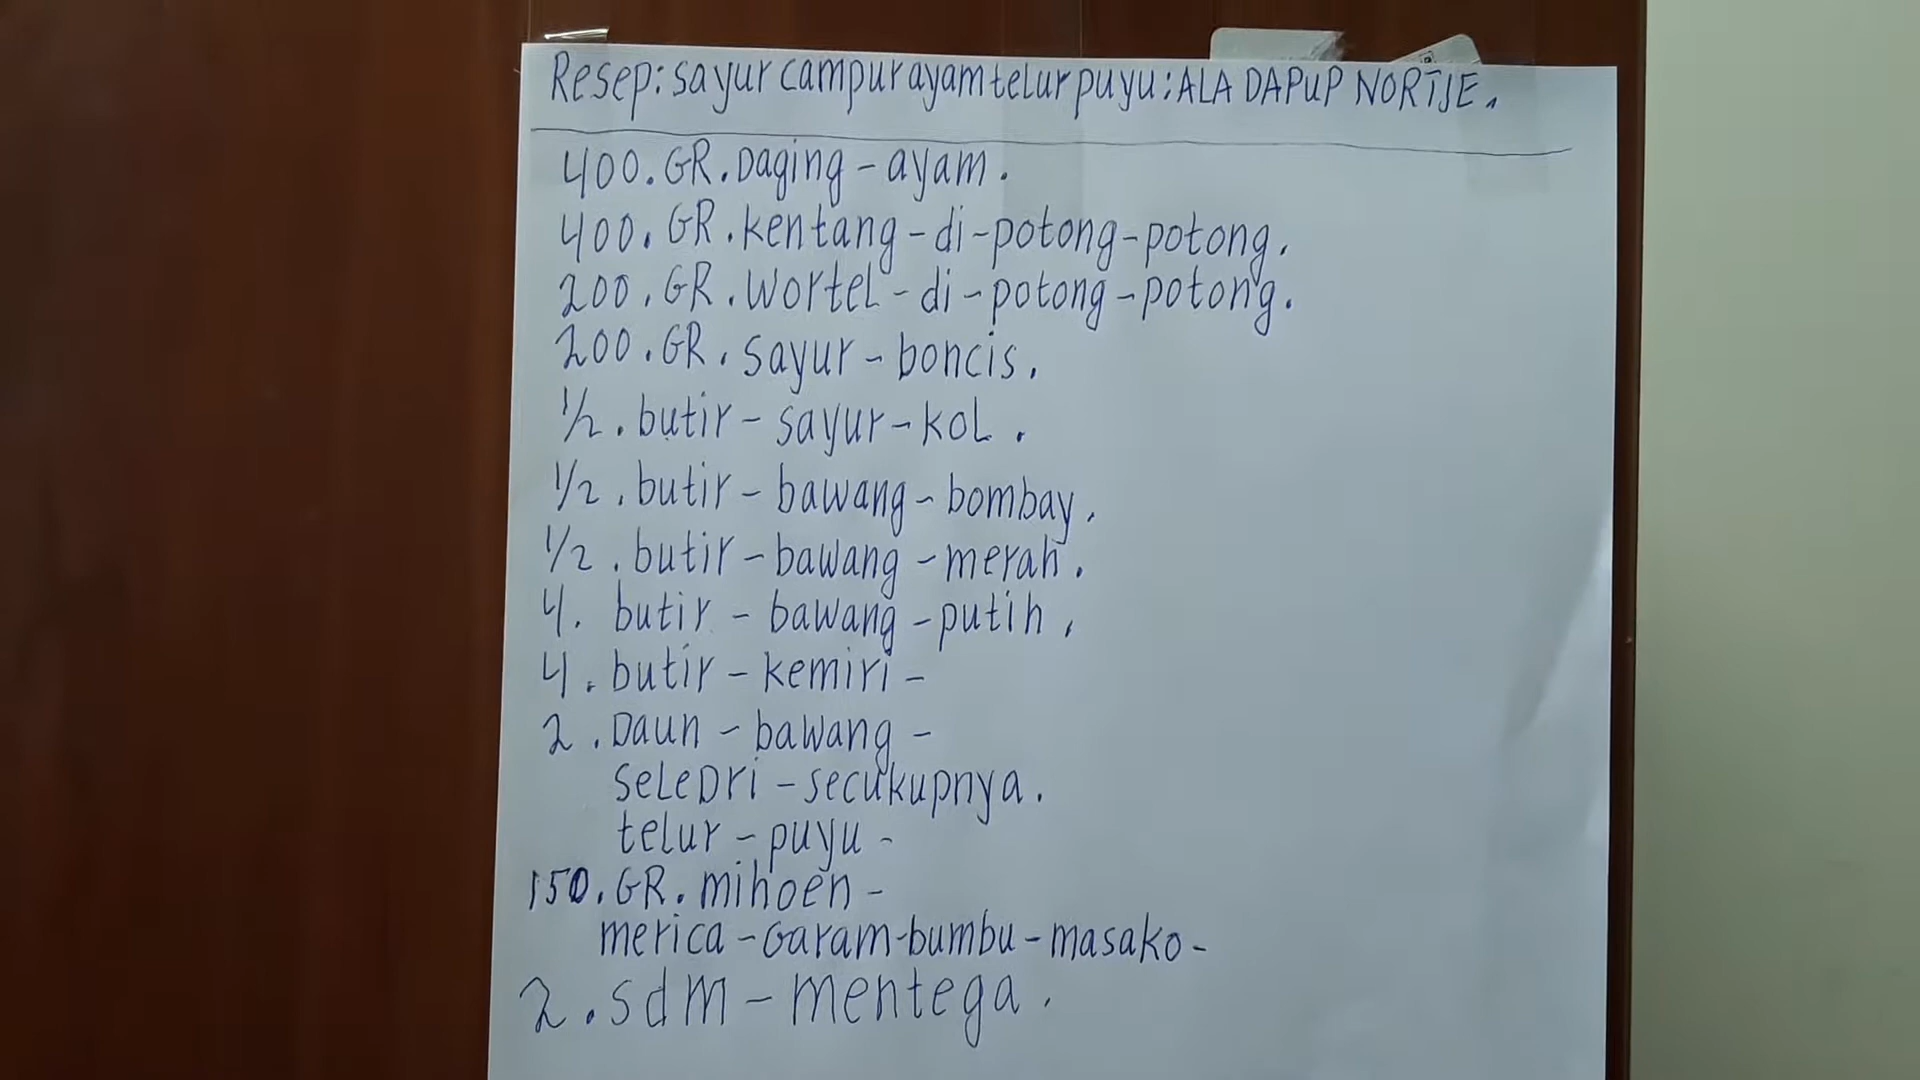 Resep: sayur campur ayam telur puyu: ALA DAPUP NORTJE.
400. GR. Daging - ayam.
400. GR. kentang - di - potong - potong.
200. GR. Wortel - di - potong - potong.
200. GR. sayur - boncis.
1/2. butir - sayur - koL.
1/2. butir - bawang - bombay.
1/2. butir - bawang - merah.
4. butir - bawang - putih.
4. butir - kemiri -
2. Daun - bawang -
seLeDri - secukupnya.
telur - puyu -
150. GR. mihoen -
merica - Garam - bumbu - masako -
2. sdm - mentega.